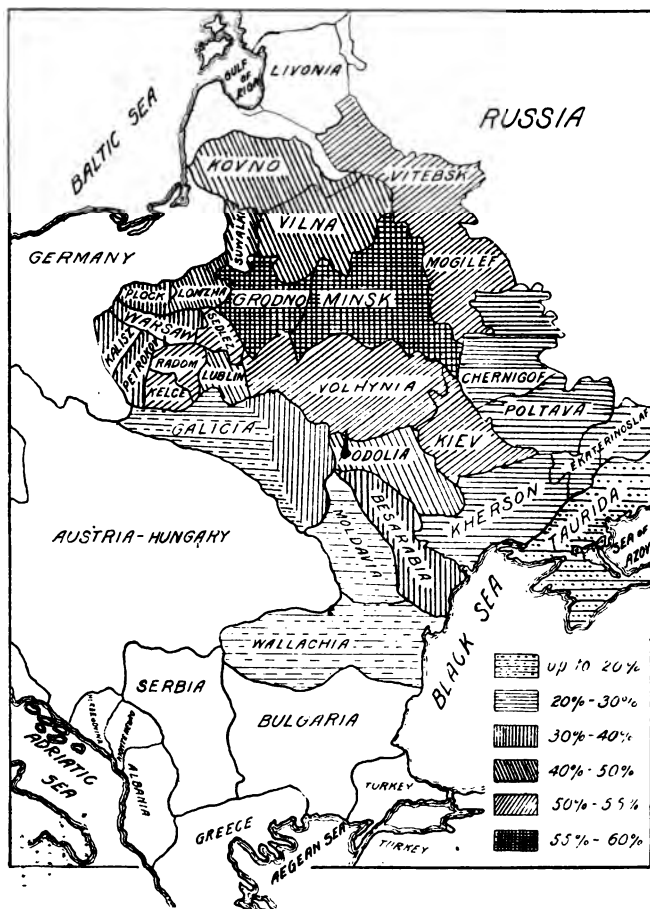 LIVONIA
GULF OF RIGA
RUSSIA
BALTIC SEA
KOVNO
VITEBSK
SUWALKI
VILNA
GERMANY
MOGILEF
PLOCK
LOMZHA
GRODNO
MINSK
WARSAW
SEDLEZ
KALISZ
PETROKOF
RADOM
LUBLIN
KELCE
CHERNIGOF
VOLHYNIA
POLTAVA
GALICIA
KIEV
EKATERINOSLAF
PODOLIA
KHERSON
TAURIDA
BESARABIA
SEA OF AZOV
AUSTRIA-HUNGARY
MOLDAVIA
BLACK SEA
WALLACHIA
up to 20%
SERBIA
20%-30%
BULGARIA
30%-40%
ADRIATIC SEA
ALBANIA
40%-50%
50%-55%
TURKEY
GREECE
AEGEAN SEA
TURKEY
55%-60%